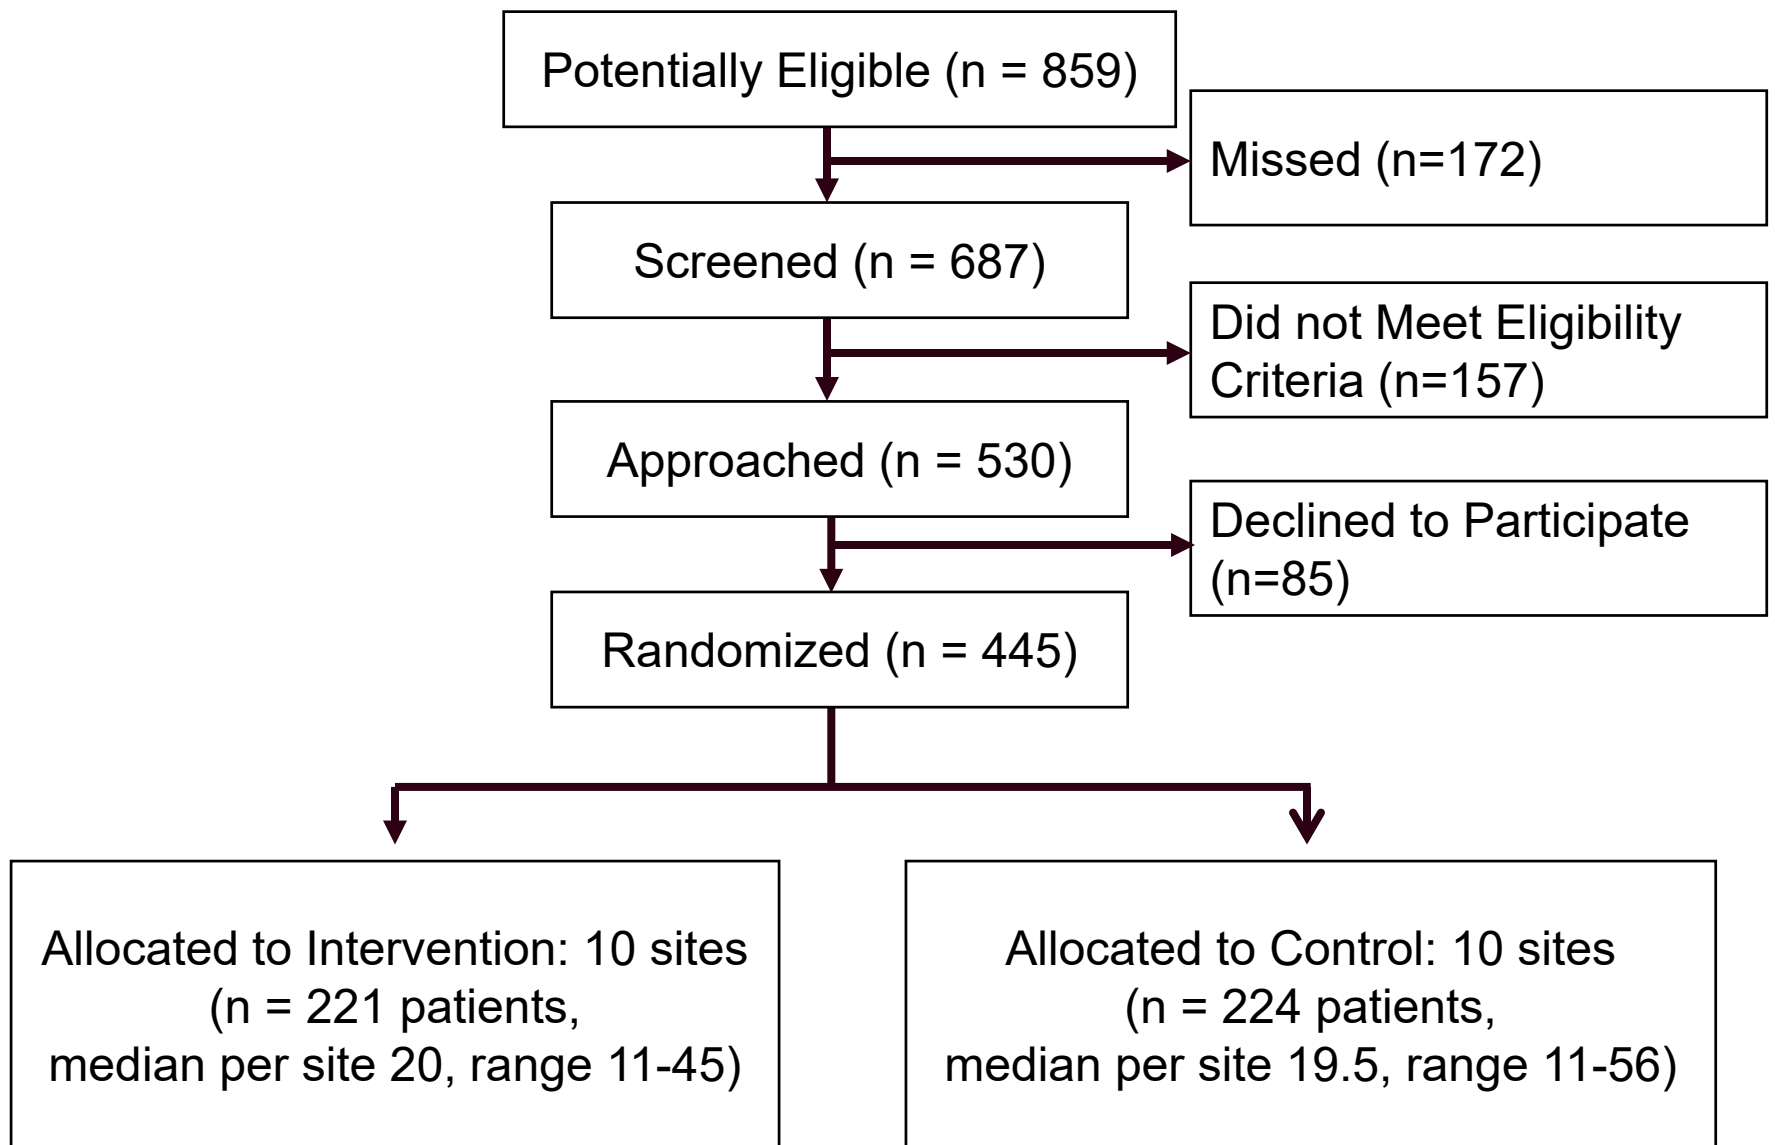 Potentially Eligible (n = 859)
Missed (n=172)
Screened (n = 687)
Did not Meet Eligibility
Criteria (n=157)
Approached (n = 530)
Declined to Participate
(n=85)
Randomized (n = 445)
Allocated to Intervention: 10 sites
(n = 221 patients,
median per site 20, range 11-45)
Allocated to Control: 10 sites
(n = 224 patients,
median per site 19.5, range 11-56)